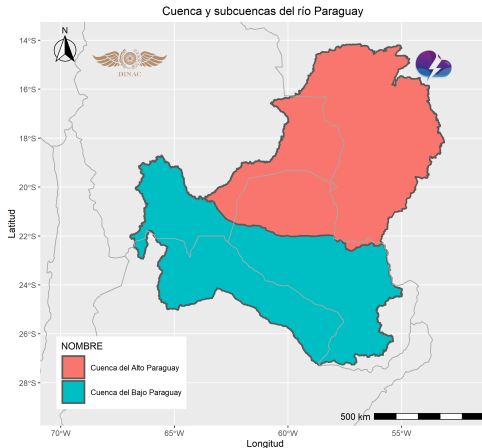 Cuenca y subcuencas del río Paraguay
N
DINAC
14°S
16°S
18°S
20°S
22°S
24°S
26°S
28°S
Latitud
NOMBRE
Cuenca del Alto Paraguay
Cuenca del Bajo Paraguay
500 km
70°W
65°W
60°W
55°W
Longitud